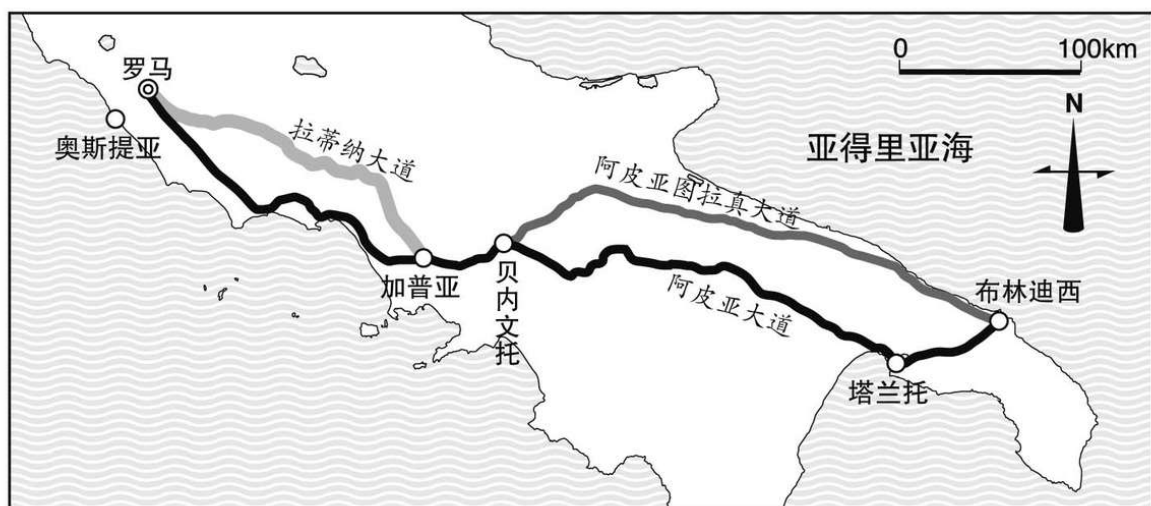 0 100km
N
罗马
奥斯提亚
拉蒂纳大道
亚得里亚海
阿皮亚图拉真大道
加普亚
贝内文托
阿皮亚大道
布林迪西
塔兰托